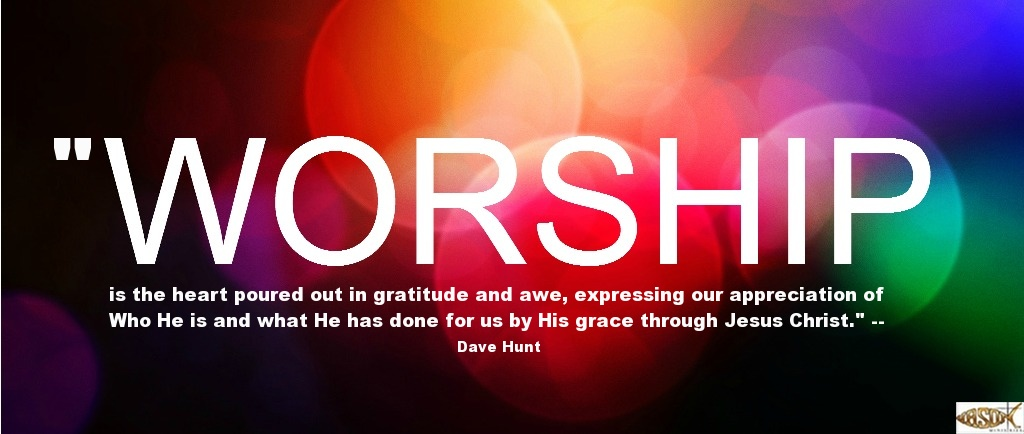 "WORSHIP
is the heart poured out in gratitude and awe, expressing our appreciation of
Who He is and what He has done for us by His grace through Jesus Christ." --
Dave Hunt